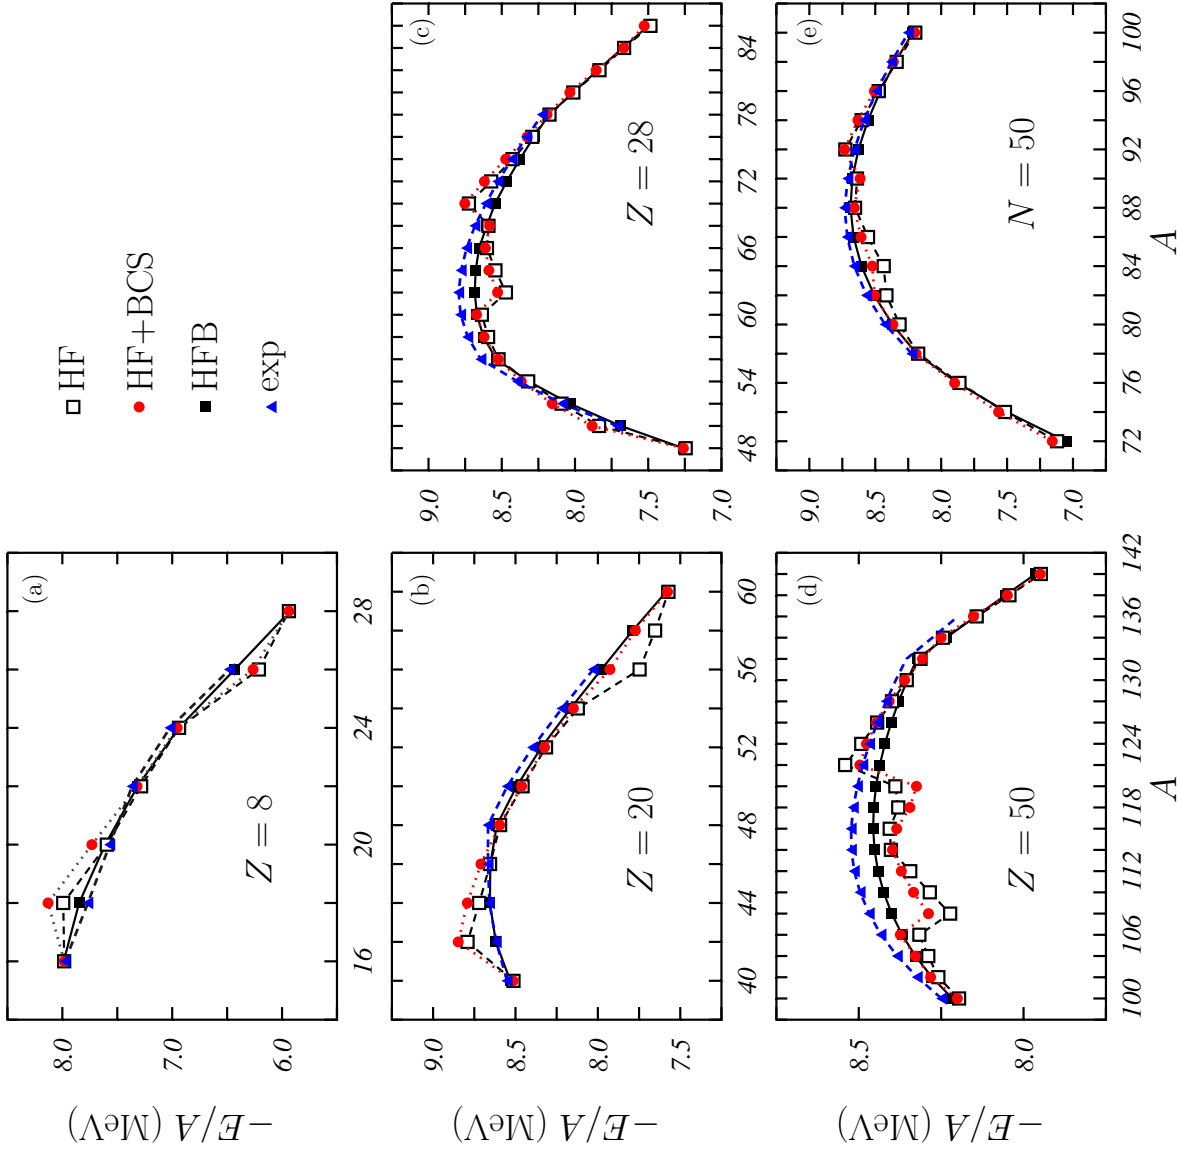 HF
HF+BCS
HFB
exp
(a)
Z = 8
8.0
7.0
6.0
16
20
24
28
−E/A (MeV)
(b)
Z = 20
9.0
8.5
8.0
7.5
40
44
48
52
56
60
−E/A (MeV)
(c)
Z = 28
9.0
8.5
8.0
7.5
7.0
48
54
60
66
72
78
84
(d)
Z = 50
8.5
8.0
100
106
112
118
124
130
136
142
A
−E/A (MeV)
(e)
N = 50
9.0
8.5
8.0
7.5
7.0
72
76
80
84
88
92
96
100
A